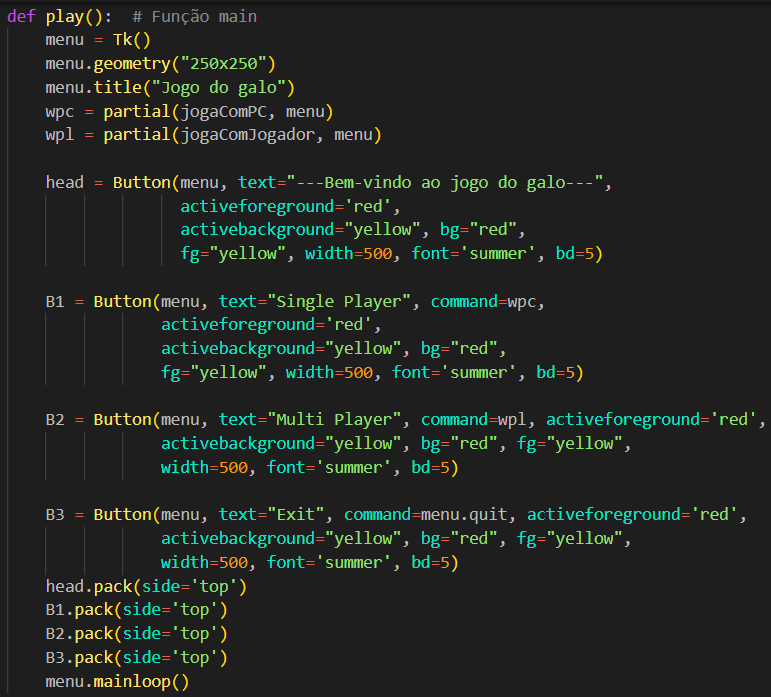 def play():  # Função main
    menu = Tk()
    menu.geometry("250x250")
    menu.title("Jogo do galo")
    wpc = partial(jogaComPC, menu)
    wpl = partial(jogaComJogador, menu)

    head = Button(menu, text="---Bem-vindo ao jogo do galo---",
                  activeforeground='red',
                  activebackground="yellow", bg="red",
                  fg="yellow", width=500, font='summer', bd=5)

    B1 = Button(menu, text="Single Player", command=wpc,
                activeforeground='red',
                activebackground="yellow", bg="red",
                fg="yellow", width=500, font='summer', bd=5)

    B2 = Button(menu, text="Multi Player", command=wpl, activeforeground='red',
                activebackground="yellow", bg="red", fg="yellow",
                width=500, font='summer', bd=5)

    B3 = Button(menu, text="Exit", command=menu.quit, activeforeground='red',
                activebackground="yellow", bg="red", fg="yellow",
                width=500, font='summer', bd=5)
    head.pack(side='top')
    B1.pack(side='top')
    B2.pack(side='top')
    B3.pack(side='top')
    menu.mainloop()